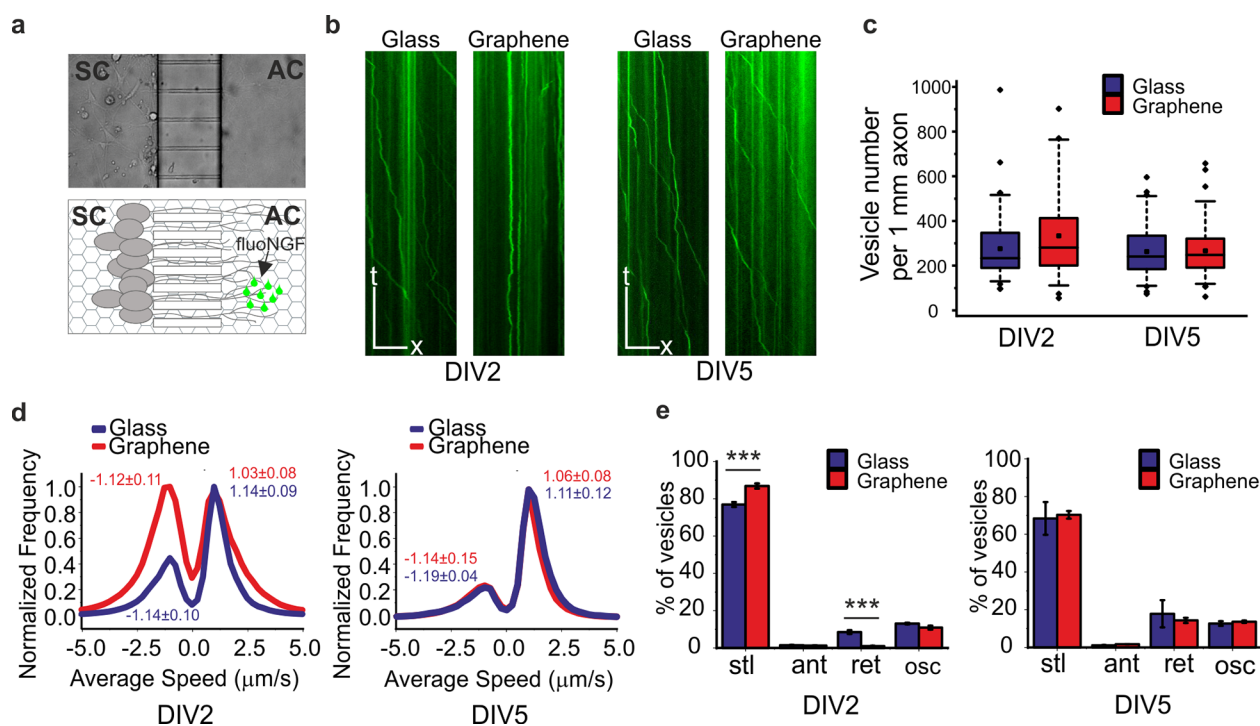 a
SC
AC
SC
AC
fluoNGF
b
Glass
Graphene
Glass
Graphene
t
x
t
x
DIV2
DIV5
c
Glass
Graphene
Vesicle number
per 1 mm axon
1000
800
600
400
200
0
DIV2
DIV5
d
Glass
Graphene
-1.12±0.11
1.03±0.08
1.14±0.09
-1.14±0.10
Normalized Frequency
1.0
0.8
0.6
0.4
0.2
0.0
-5.0 -2.5 0.0 2.5 5.0
Average Speed (μm/s)
DIV2
Glass
Graphene
1.06±0.08
1.11±0.12
-1.14±0.15
-1.19±0.04
Normalized Frequency
1.0
0.8
0.6
0.4
0.2
0.0
-5.0 -2.5 0.0 2.5 5.0
Average Speed (μm/s)
DIV5
e
Glass
Graphene
***
***
% of vesicles
100
80
60
40
20
0
stl ant ret osc
DIV2
Glass
Graphene
% of vesicles
100
80
60
40
20
0
stl ant ret osc
DIV5